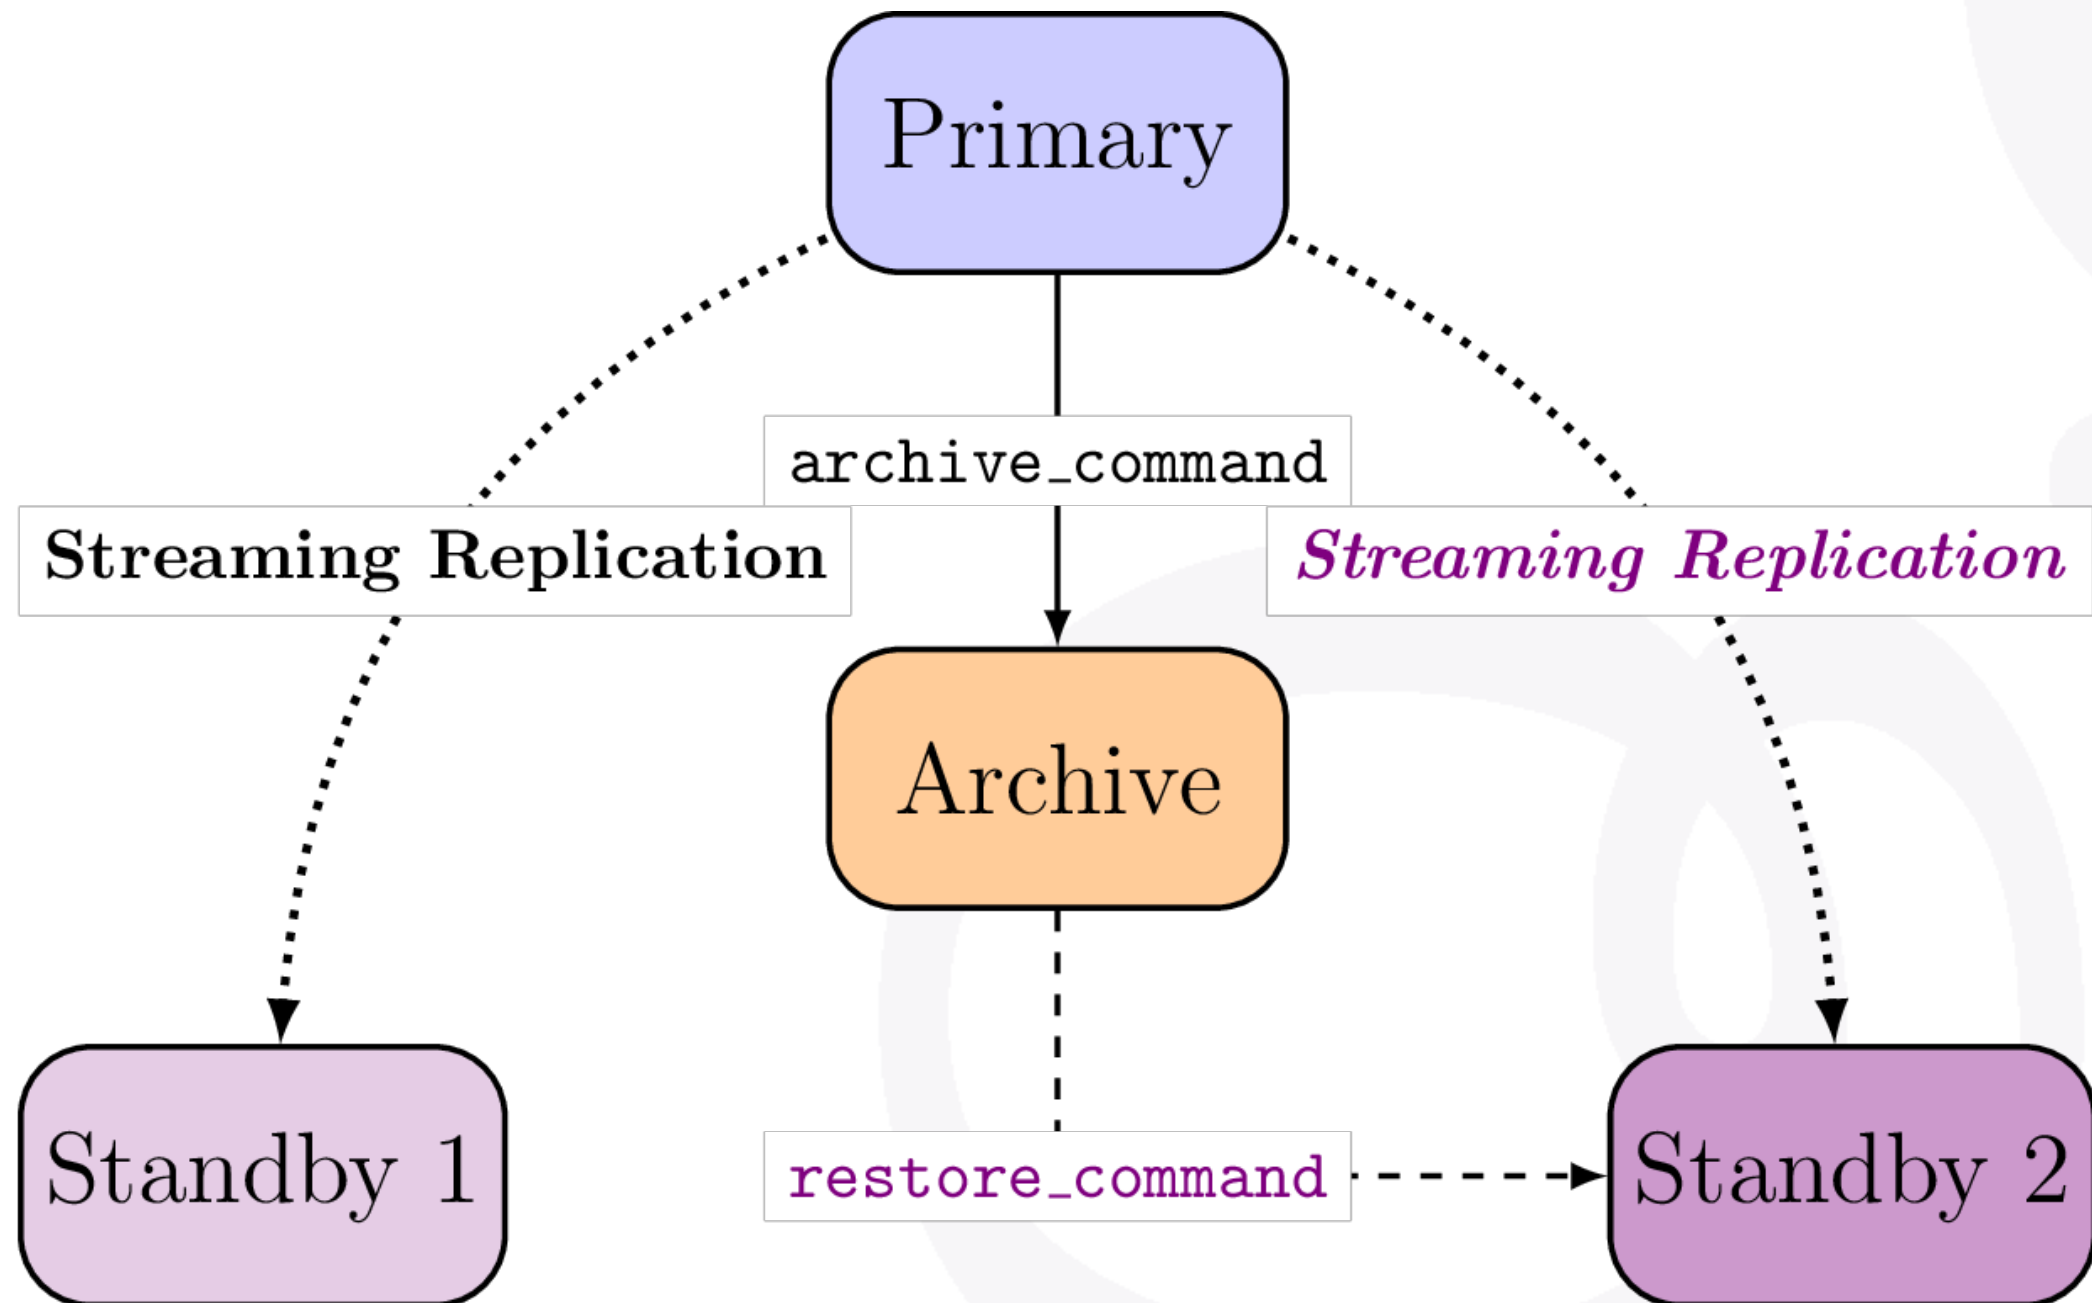 Primary
archive_command
Streaming Replication
Streaming Replication
Archive
restore_command
Standby 1
Standby 2